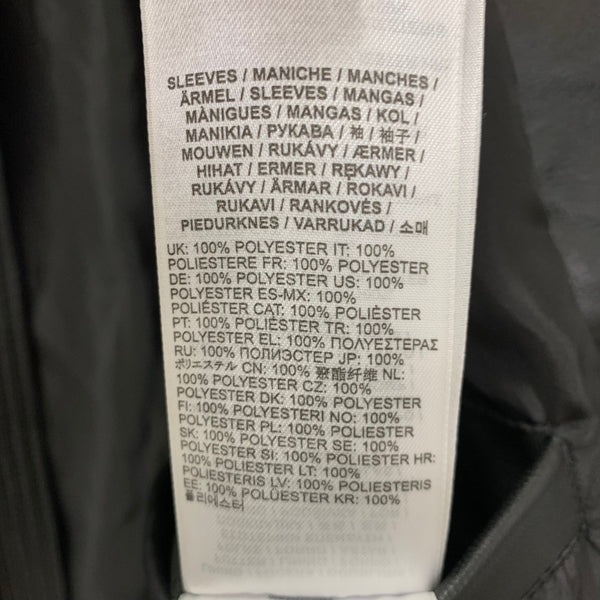 SLEEVES / MANICHE / MANCHES /
ÄRMEL / SLEEVES / MANGAS /
MÀNIGUES / MANGAS / KOL /
MANIKIA / РУКАВА / 袖 / 袖子 /
MOUWEN / RUKÁVY / ÆRMER /
HIHAT / ERMER / RĘKAWY /
RUKÁVY / ÄRMAR / ROKAVI /
RUKAVI / RANKOVĖS /
PIEDURKNES / VARRUKAD / 소매
UK: 100% POLYESTER IT: 100%
POLIESTERE FR: 100% POLYESTER
DE: 100% POLYESTER US: 100%
POLYESTER ES-MX: 100%
POLIÉSTER CAT: 100% POLIÈSTER
PT: 100% POLIÉSTER TR: 100%
POLYESTER EL: 100% ΠΟΛΥΕΣΤΕΡΑΣ
RU: 100% ПОЛИЭСТЕР JP: 100%
ポリエステル CN: 100% 聚酯纤维 NL:
100% POLYESTER CZ: 100%
POLYESTER DK: 100% POLYESTER
FI: 100% POLYESTERI NO: 100%
POLYESTER PL: 100% POLIESTER
SK: 100% POLYESTER SE: 100%
POLYESTER SI: 100% POLIESTER HR:
100% POLIESTER LT: 100%
POLIESTERIS LV: 100% POLIESTERIS
EE: 100% POLÜESTER KR: 100%
폴리에스터